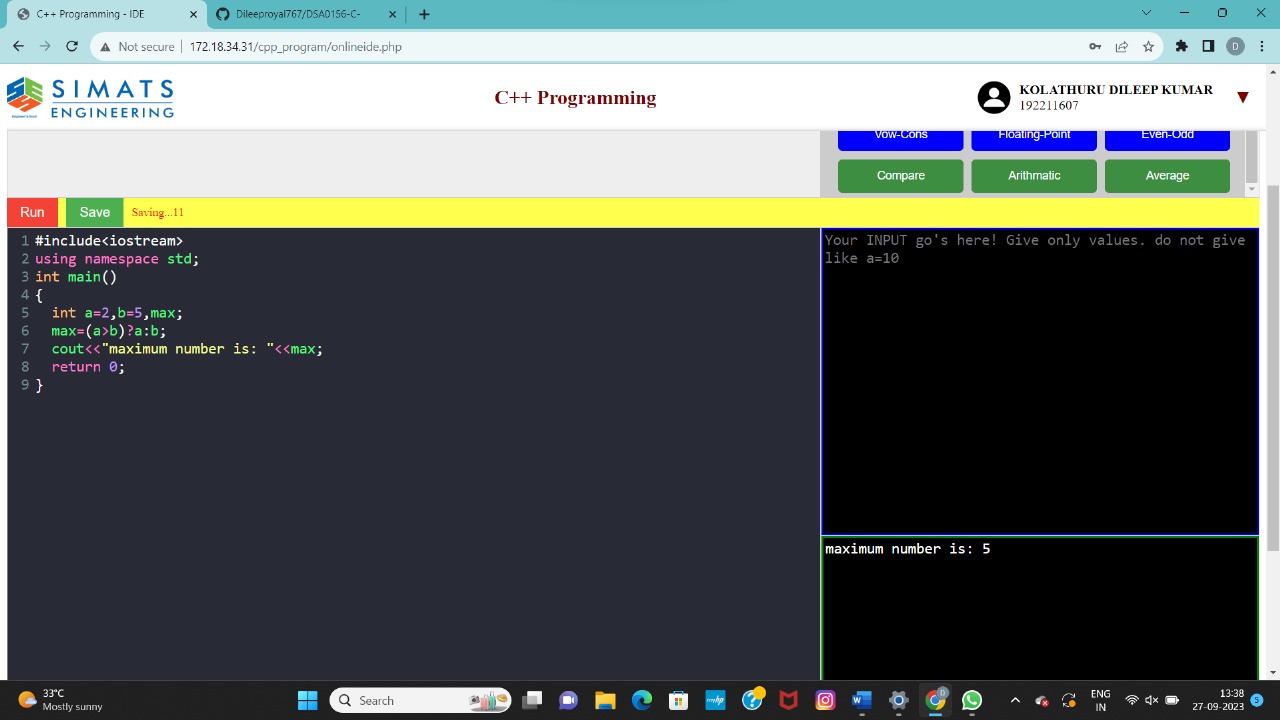 C++ Programming - IDE
Dileeproyal767/DSA0156-C-
Not secure 172.18.34.31/cpp_program/onlineide.php
D
SIMATS
ENGINEERING
C++ Programming
KOLATHURU DILEEP KUMAR
192211607
Vow-Cons Floating-Point Even-Odd
Compare Arithmatic Average
Run Save Saving...11
1 #include<iostream>
2 using namespace std;
3 int main()
4 {
5 int a=2,b=5,max;
6 max=(a>b)?a:b;
7 cout<<"maximum number is: "<<max;
8 return 0;
9 }
Your INPUT go's here! Give only values. do not give
like a=10
maximum number is: 5
33°C
Mostly sunny
Search
myhp
D
ENG
IN
13:38
27-09-2023
5